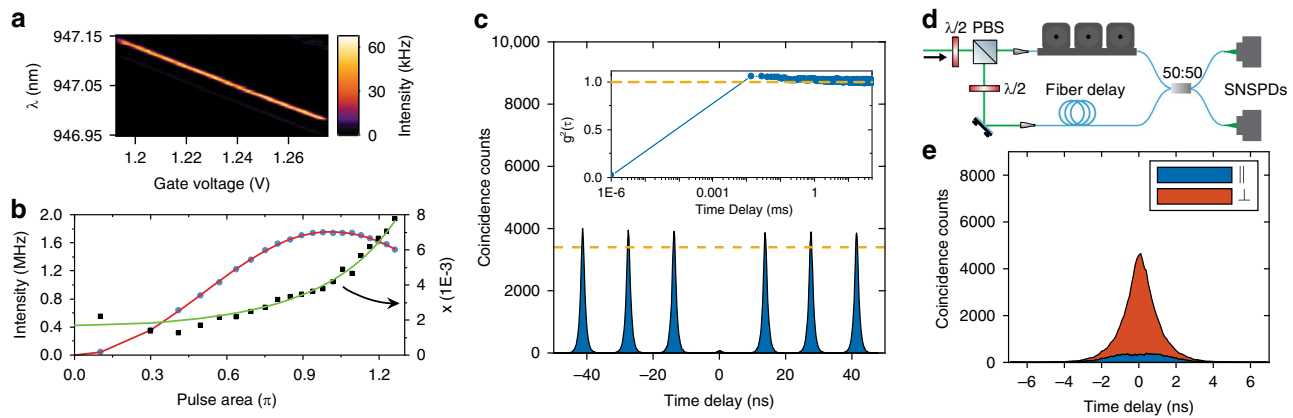 a
947.15
947.05
946.95
λ (nm)
1.2
1.22
1.24
1.26
Gate voltage (V)
60
30
0
Intensity (kHz)
b
2.0
1.6
1.2
0.8
0.4
0.0
Intensity (MHz)
8
6
4
2
0
x (1E-3)
0.0
0.3
0.6
0.9
1.2
Pulse area (π)
c
10,000
8000
6000
4000
2000
0
Coincidence counts
−40
−20
0
20
40
Time delay (ns)
1.0
0.5
0.0
g²(τ)
1E-6
0.001
1
Time Delay (ms)
d
λ/2
PBS
λ/2
Fiber delay
50:50
SNSPDs
e
8000
6000
4000
2000
0
Coincidence counts
||
⊥
−6
−4
−2
0
2
4
6
Time delay (ns)